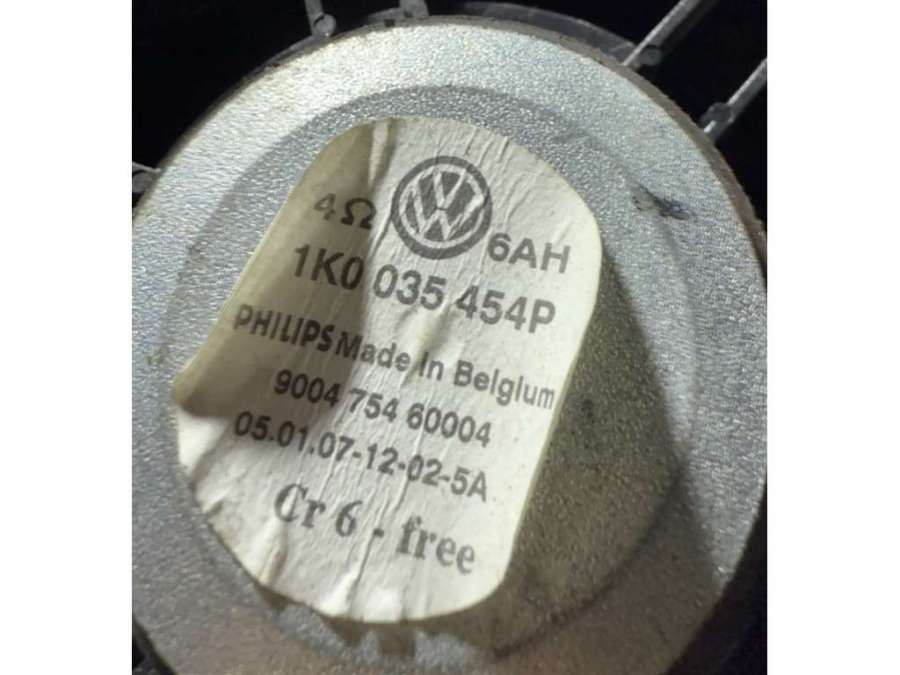 4Ω VW 6AH
1K0 035 454P
PHILIPS Made in Belgium
9004 754 60004
05.01.07-12-02-5A
Cr 6 - free